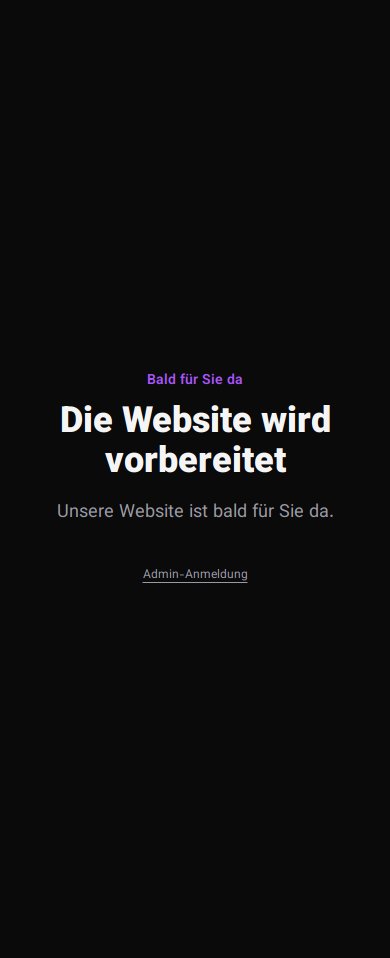 Bald für Sie da
Die Website wird
vorbereitet
Unsere Website ist bald für Sie da.
Admin-Anmeldung